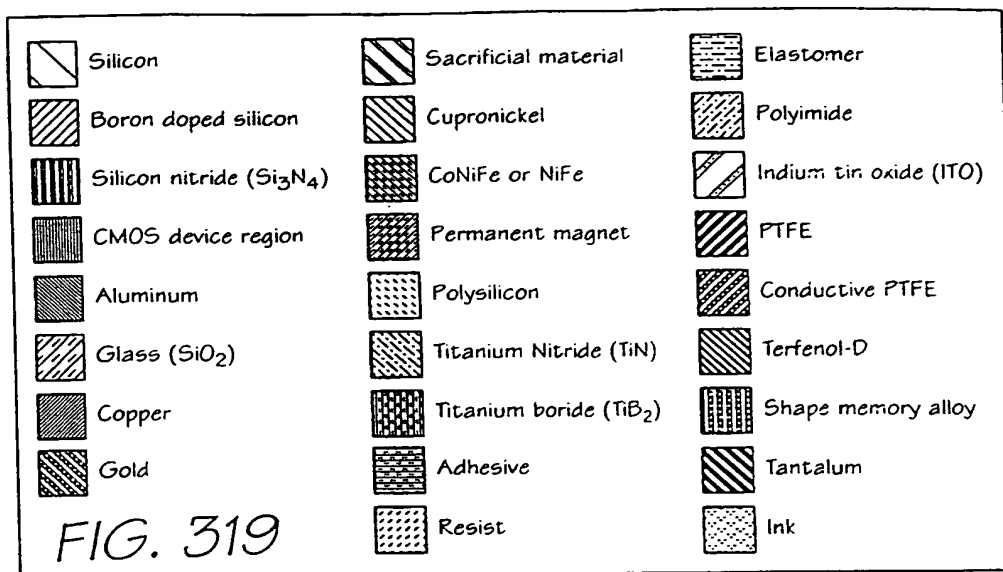 Silicon
Boron doped silicon
Silicon nitride (Si₃N₄)
CMOS device region
Aluminum
Glass (SiO₂)
Copper
Gold
FIG. 319
Sacrificial material
Cupronickel
CoNiFe or NiFe
Permanent magnet
Polysilicon
Titanium Nitride (TiN)
Titanium boride (TiB₂)
Adhesive
Resist
Elastomer
Polyimide
Indium tin oxide (ITO)
PTFE
Conductive PTFE
Terfenol-D
Shape memory alloy
Tantalum
Ink